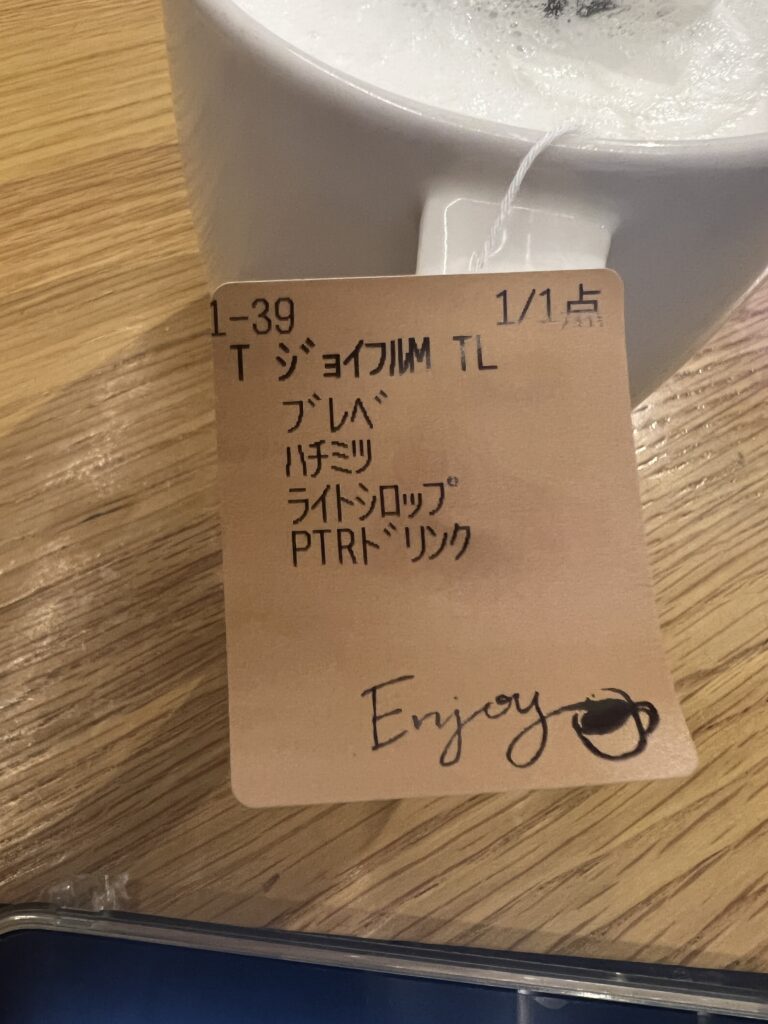 1-39 1/1点
T ｼﾞｮｲﾌﾙM TL
ﾌﾞﾚﾍﾞ
ﾊﾁﾐﾂ
ﾗｲﾄｼﾛｯﾌﾟ
PTRﾄﾞﾘﾝｸ
Enjoy